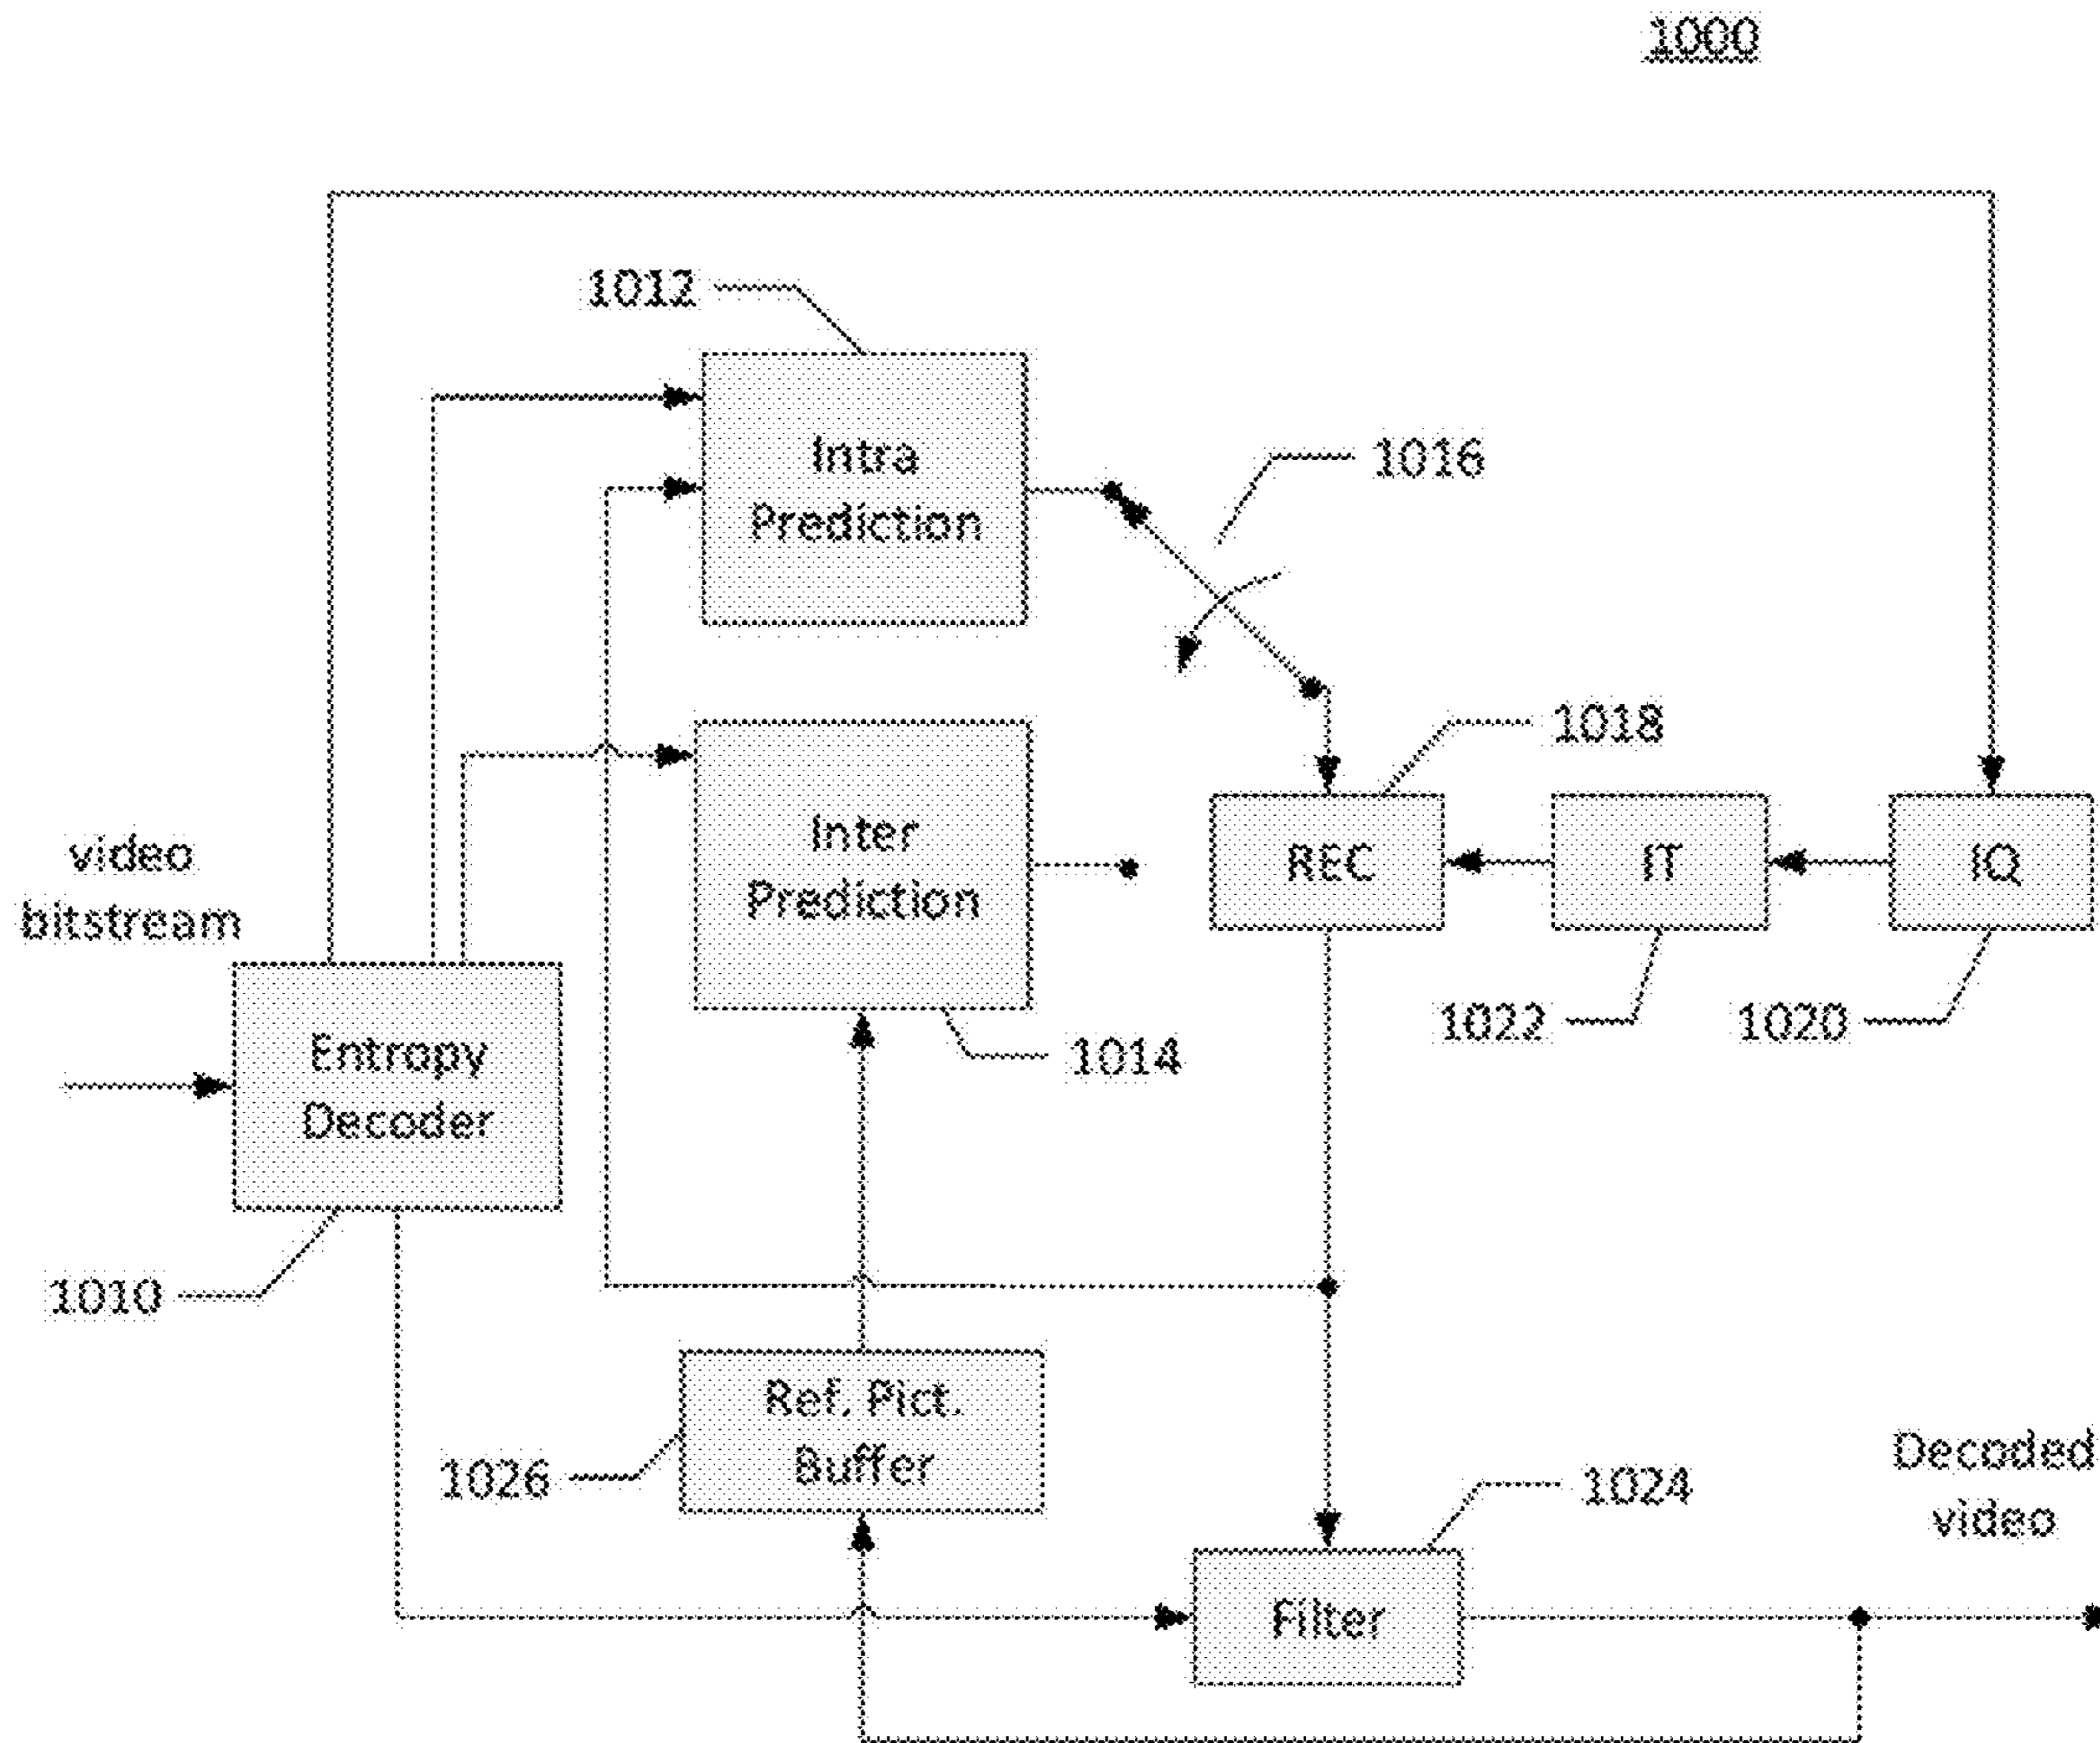 1000
1012
Intra
Prediction
1016
1018
Inter
Prediction
REC
IT
IQ
video
bitstream
1022
1020
1014
Entropy
Decoder
1010
Ref. Pict.
Buffer
1026
1024
Decoded
video
Filter